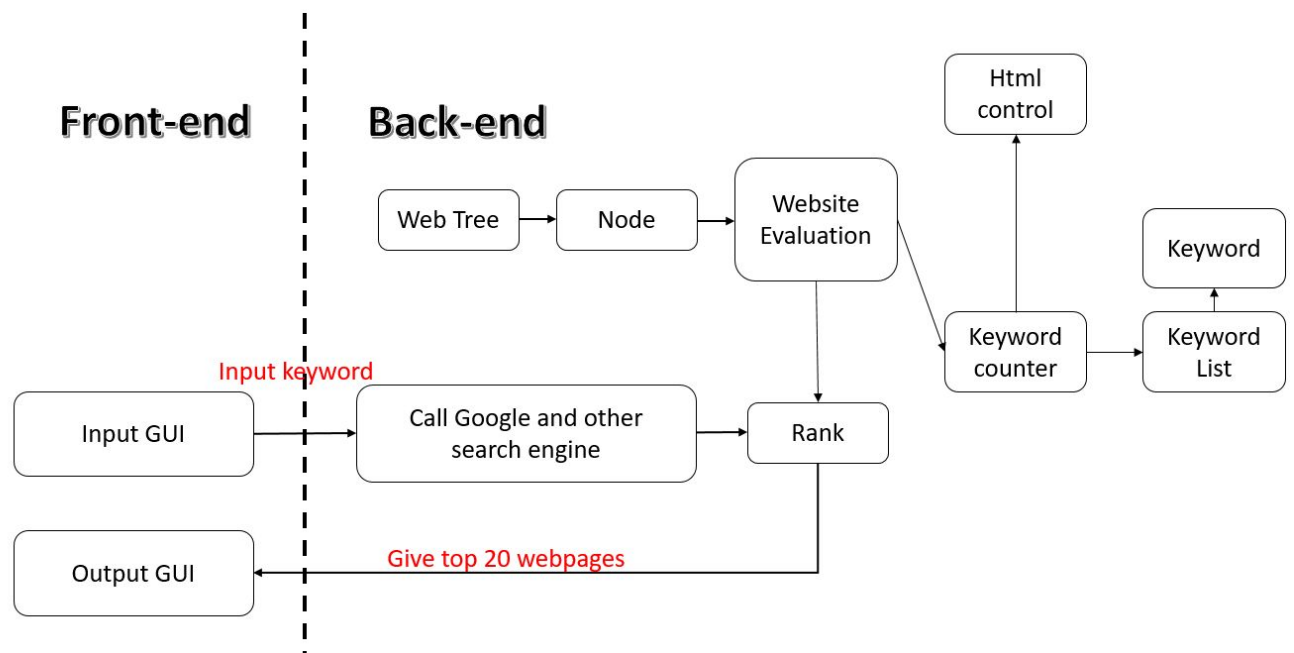 Front-end
Back-end
Html
control
Web Tree
Node
Website
Evaluation
Keyword
Keyword
counter
Keyword
List
Input keyword
Input GUI
Call Google and other
search engine
Rank
Give top 20 webpages
Output GUI